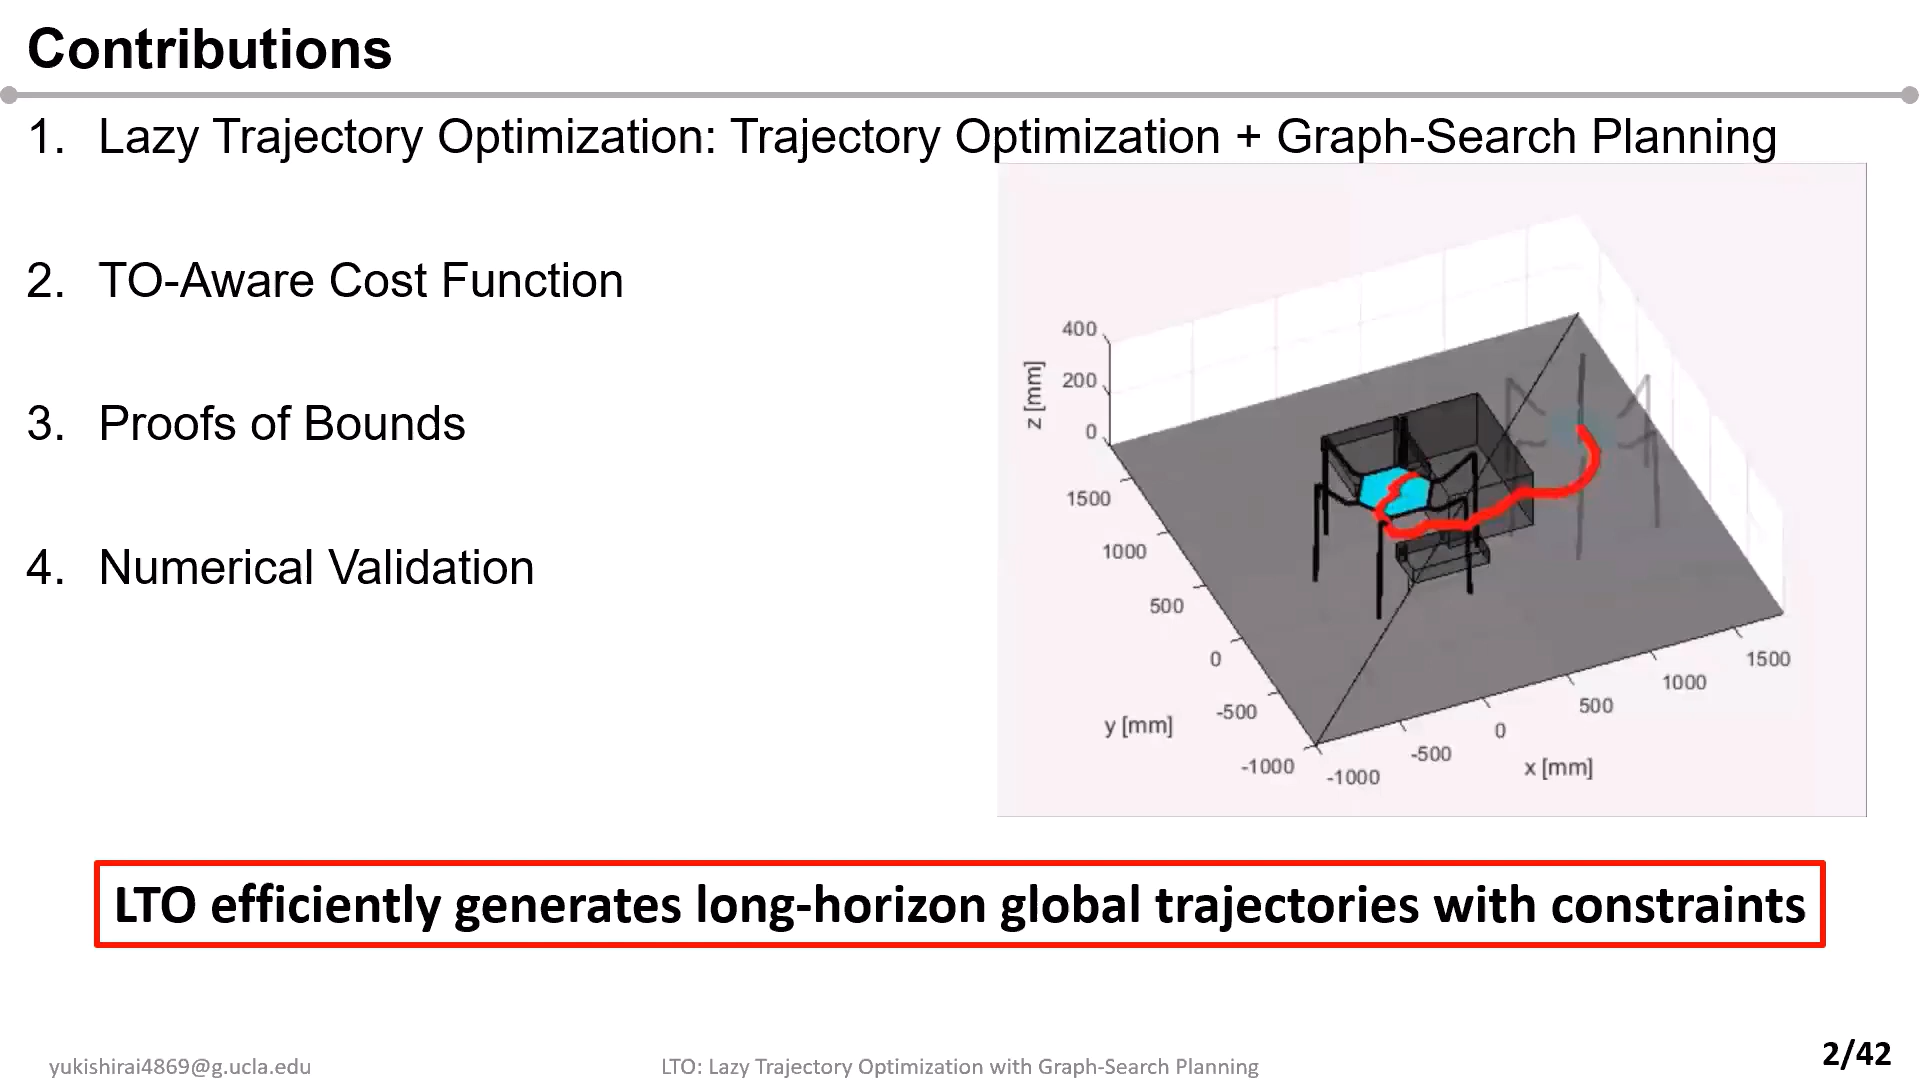 Contributions
1. Lazy Trajectory Optimization: Trajectory Optimization + Graph-Search Planning
2. TO-Aware Cost Function
3. Proofs of Bounds
4. Numerical Validation
400
200
0
z [mm]
1500
1000
500
0
-500
-1000
y [mm]
-1000
-500
0
500
1000
1500
x [mm]
LTO efficiently generates long-horizon global trajectories with constraints
yukishirai4869@g.ucla.edu
LTO: Lazy Trajectory Optimization with Graph-Search Planning
2/42